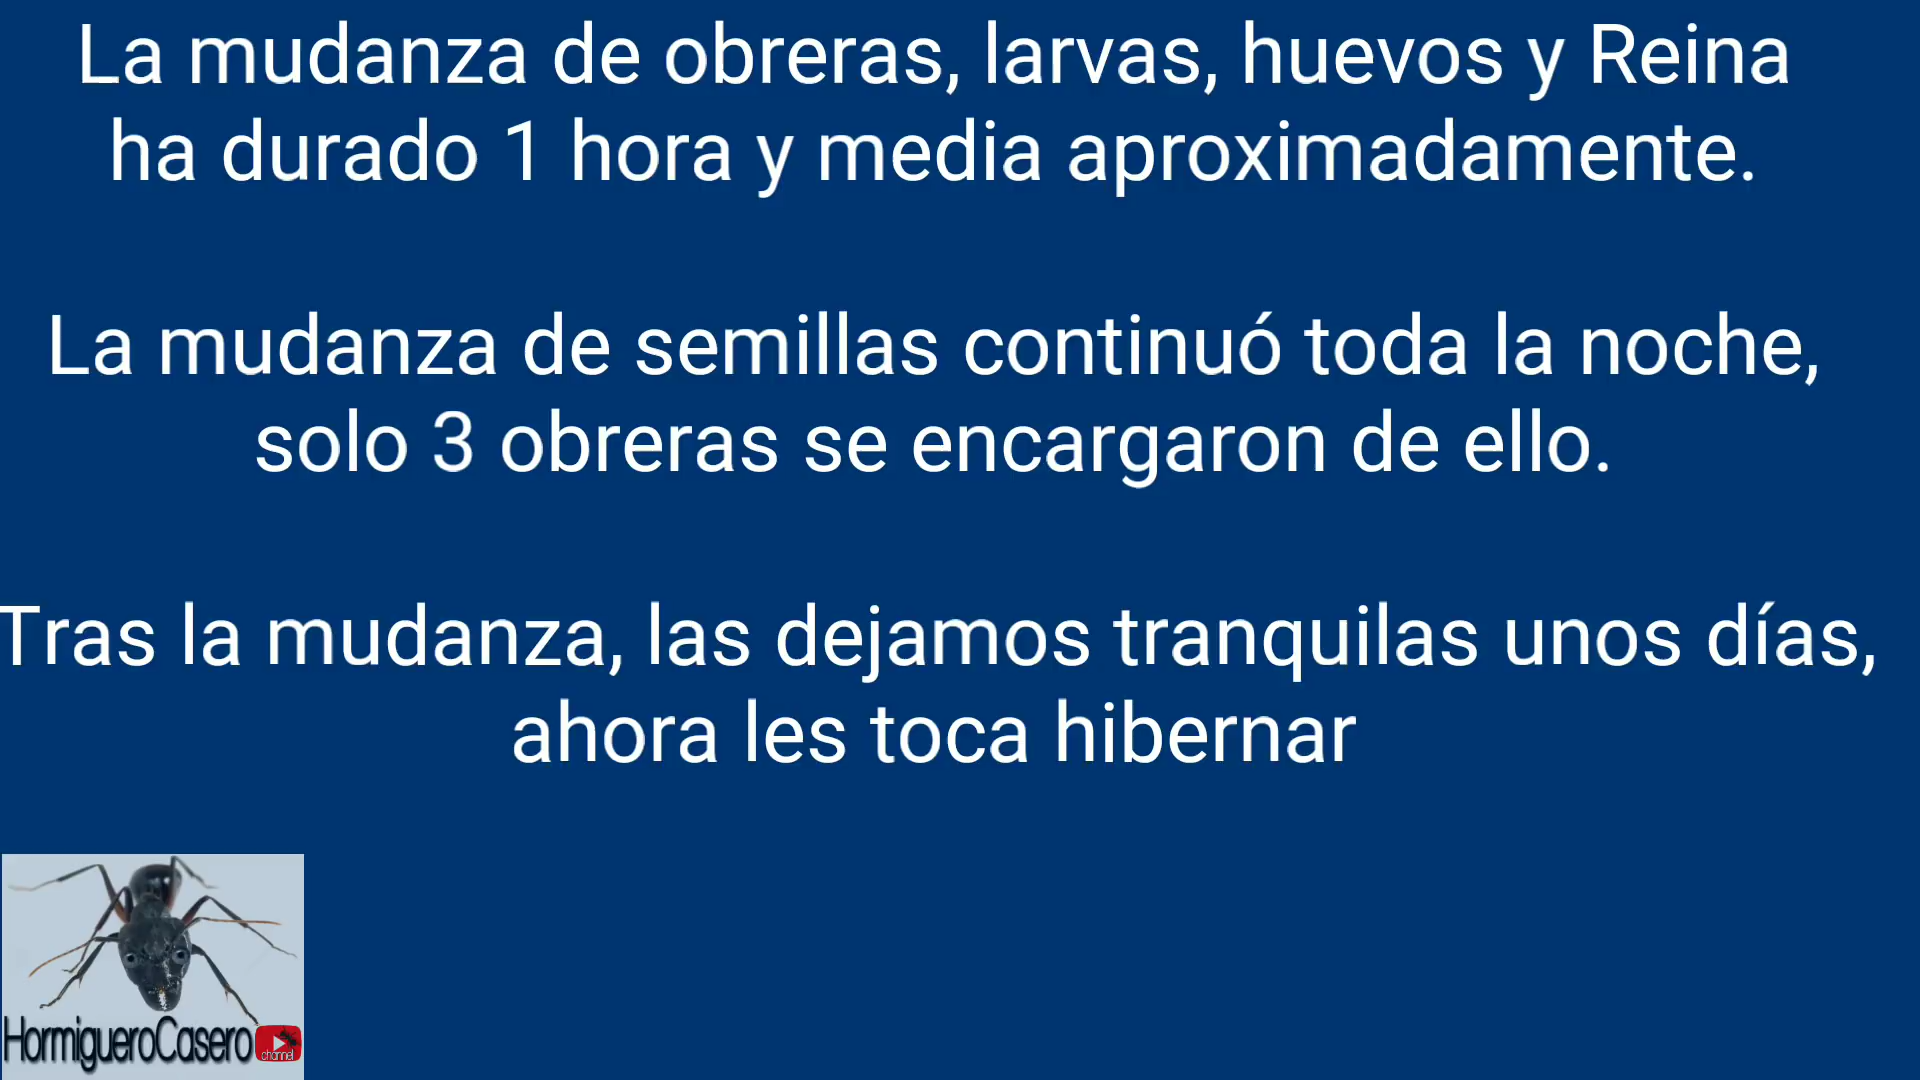 La mudanza de obreras, larvas, huevos y Reina
ha durado 1 hora y media aproximadamente.
La mudanza de semillas continuó toda la noche,
solo 3 obreras se encargaron de ello.
Tras la mudanza, las dejamos tranquilas unos días,
ahora les toca hibernar
HormigueroCasero
channel